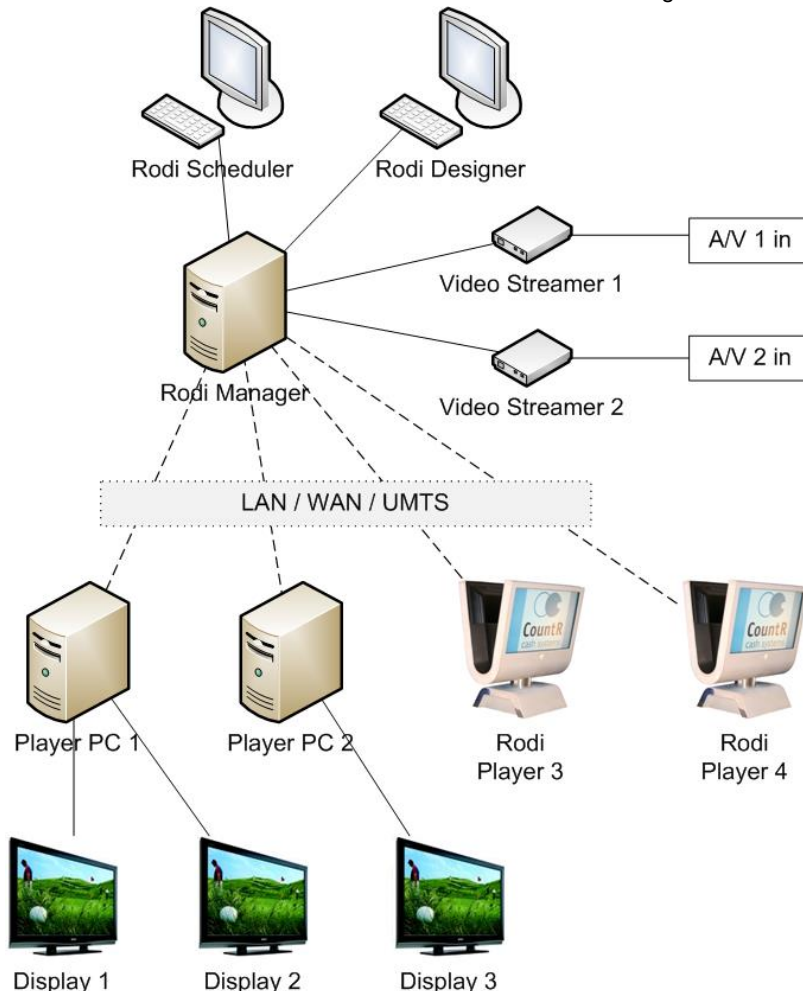 g
Rodi Scheduler
Rodi Designer
A/V 1 in
Video Streamer 1
A/V 2 in
Rodi Manager
Video Streamer 2
LAN / WAN / UMTS
CountR
cash systems
CountR
cash systems
Player PC 1
Player PC 2
Rodi
Player 3
Rodi
Player 4
Display 1
Display 2
Display 3